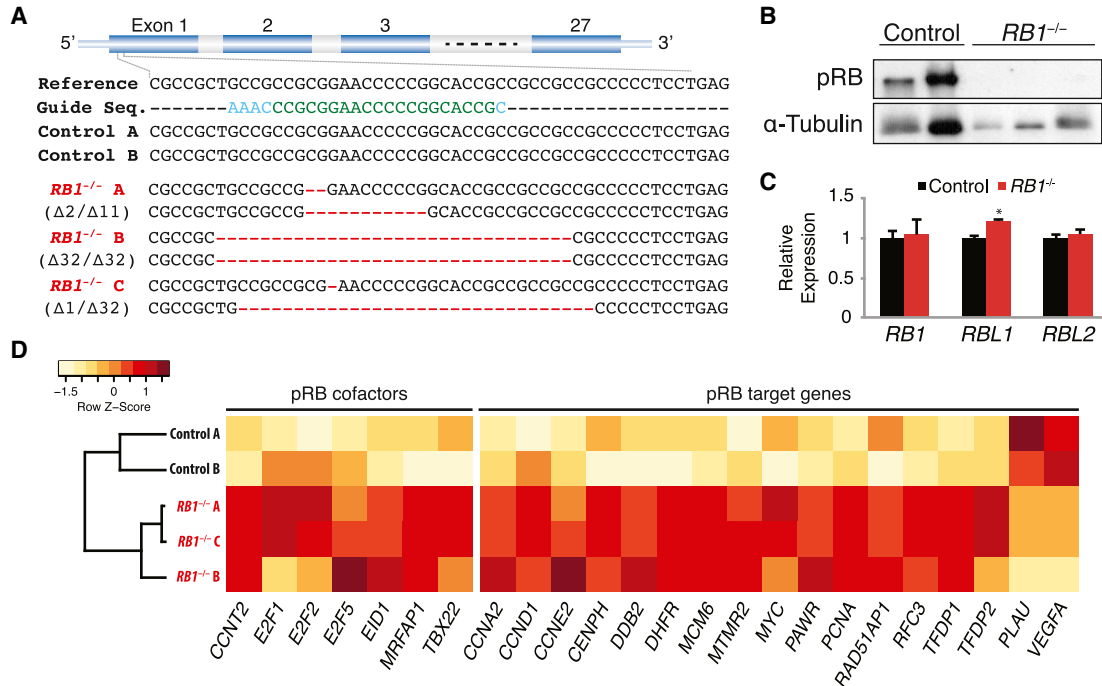 A
Exon 1 2 3 27
5’ 3’
Reference CGCCGCTGCCGCCGCGGAACCCCCGGCACCGCCGCCGCCGCCCCCTCCTGAG
Guide Seq. -------AAACCCGCGGAACCCCCGGCACCGC--------------------
Control A CGCCGCTGCCGCCGCGGAACCCCCGGCACCGCCGCCGCCGCCCCCTCCTGAG
Control B CGCCGCTGCCGCCGCGGAACCCCCGGCACCGCCGCCGCCGCCCCCTCCTGAG
RB1–/– A CGCCGCTGCCGCCG--GAACCCCCGGCACCGCCGCCGCCGCCCCCTCCTGAG
(Δ2/Δ11) CGCCGCTGCCGCCG-----------GCACCGCCGCCGCCGCCCCCTCCTGAG
RB1–/– B CGCCGC--------------------------------CGCCCCCTCCTGAG
(Δ32/Δ32) CGCCGC--------------------------------CGCCCCCTCCTGAG
RB1–/– C CGCCGCTGCCGCCGCG-AACCCCCGGCACCGCCGCCGCCGCCCCCTCCTGAG
(Δ1/Δ32) CGCCGCTG--------------------------------CCCCCTCCTGAG
B
Control RB1–/–
pRB
α-Tubulin
C
Control RB1-/-
Relative Expression
1.5
1
0.5
0
*
RB1 RBL1 RBL2
D
−1.5 0 1
Row Z−Score
pRB cofactors pRB target genes
Control A
Control B
RB1–/– A
RB1–/– C
RB1–/– B
CCNT2 E2F1 E2F2 E2F5 EID1 MRFAP1 TBX22 CCNA2 CCND1 CCNE2 CENPH DDB2 DHFR MCM6 MTMR2 MYC PAWR PCNA RAD51AP1 RFC3 TFDP1 TFDP2 PLAU VEGFA